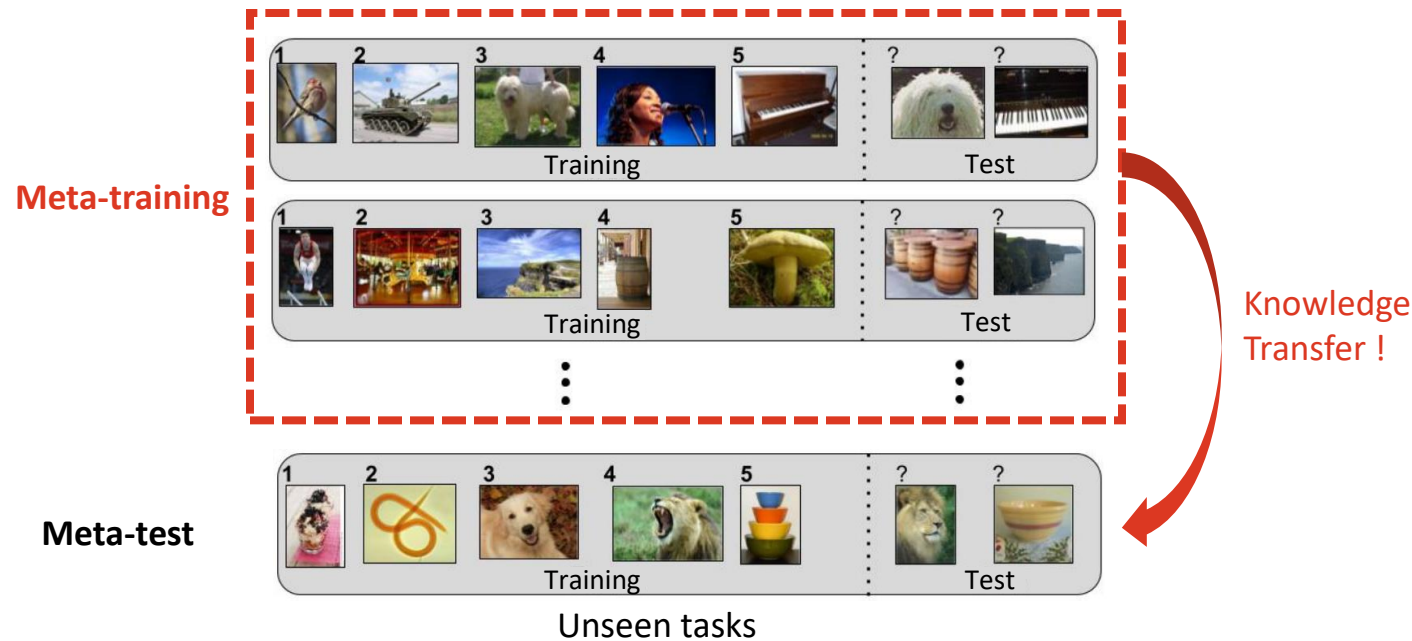 1 2 3 4 5 ? ?
Training Test
Meta-training
1 2 3 4 5 ? ?
Training Test
Knowledge
Transfer !
1 2 3 4 5 ? ?
Meta-test
Training Test
Unseen tasks